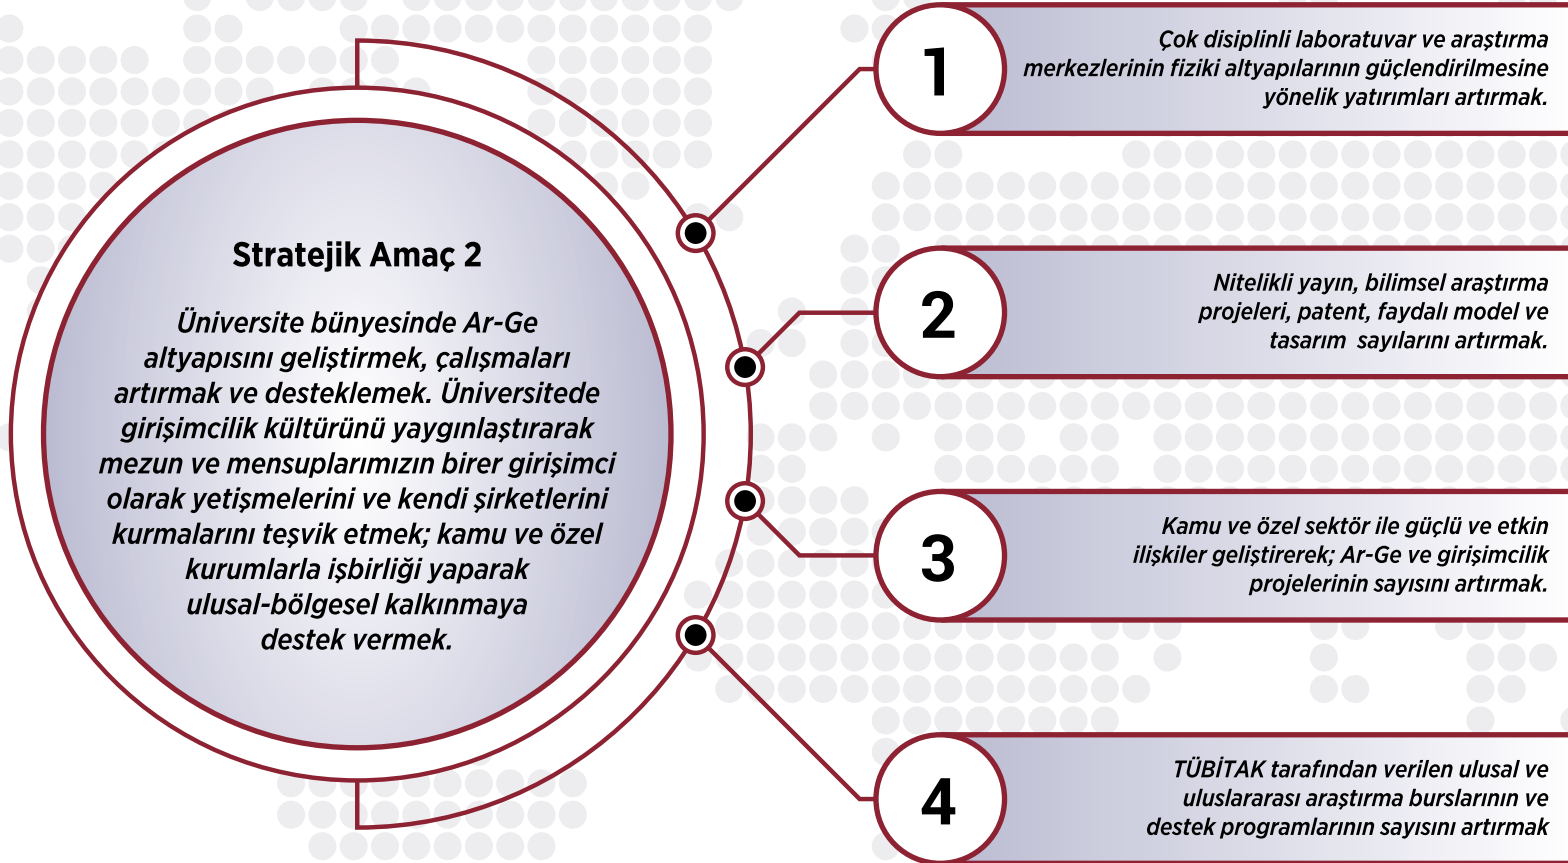 Stratejik Amaç 2
Üniversite bünyesinde Ar-Ge
altyapısını geliştirmek, çalışmaları
artırmak ve desteklemek. Üniversitede
girişimcilik kültürünü yaygınlaştırarak
mezun ve mensuplarımızın birer girişimci
olarak yetişmelerini ve kendi şirketlerini
kurmalarını teşvik etmek; kamu ve özel
kurumlarla işbirliği yaparak
ulusal-bölgesel kalkınmaya
destek vermek.
1
Çok disiplinli laboratuvar ve araştırma
merkezlerinin fiziki altyapılarının güçlendirilmesine
yönelik yatırımları artırmak.
2
Nitelikli yayın, bilimsel araştırma
projeleri, patent, faydalı model ve
tasarım sayılarını artırmak.
3
Kamu ve özel sektör ile güçlü ve etkin
ilişkiler geliştirerek; Ar-Ge ve girişimcilik
projelerinin sayısını artırmak.
4
TÜBİTAK tarafından verilen ulusal ve
uluslararası araştırma burslarının ve
destek programlarının sayısını artırmak